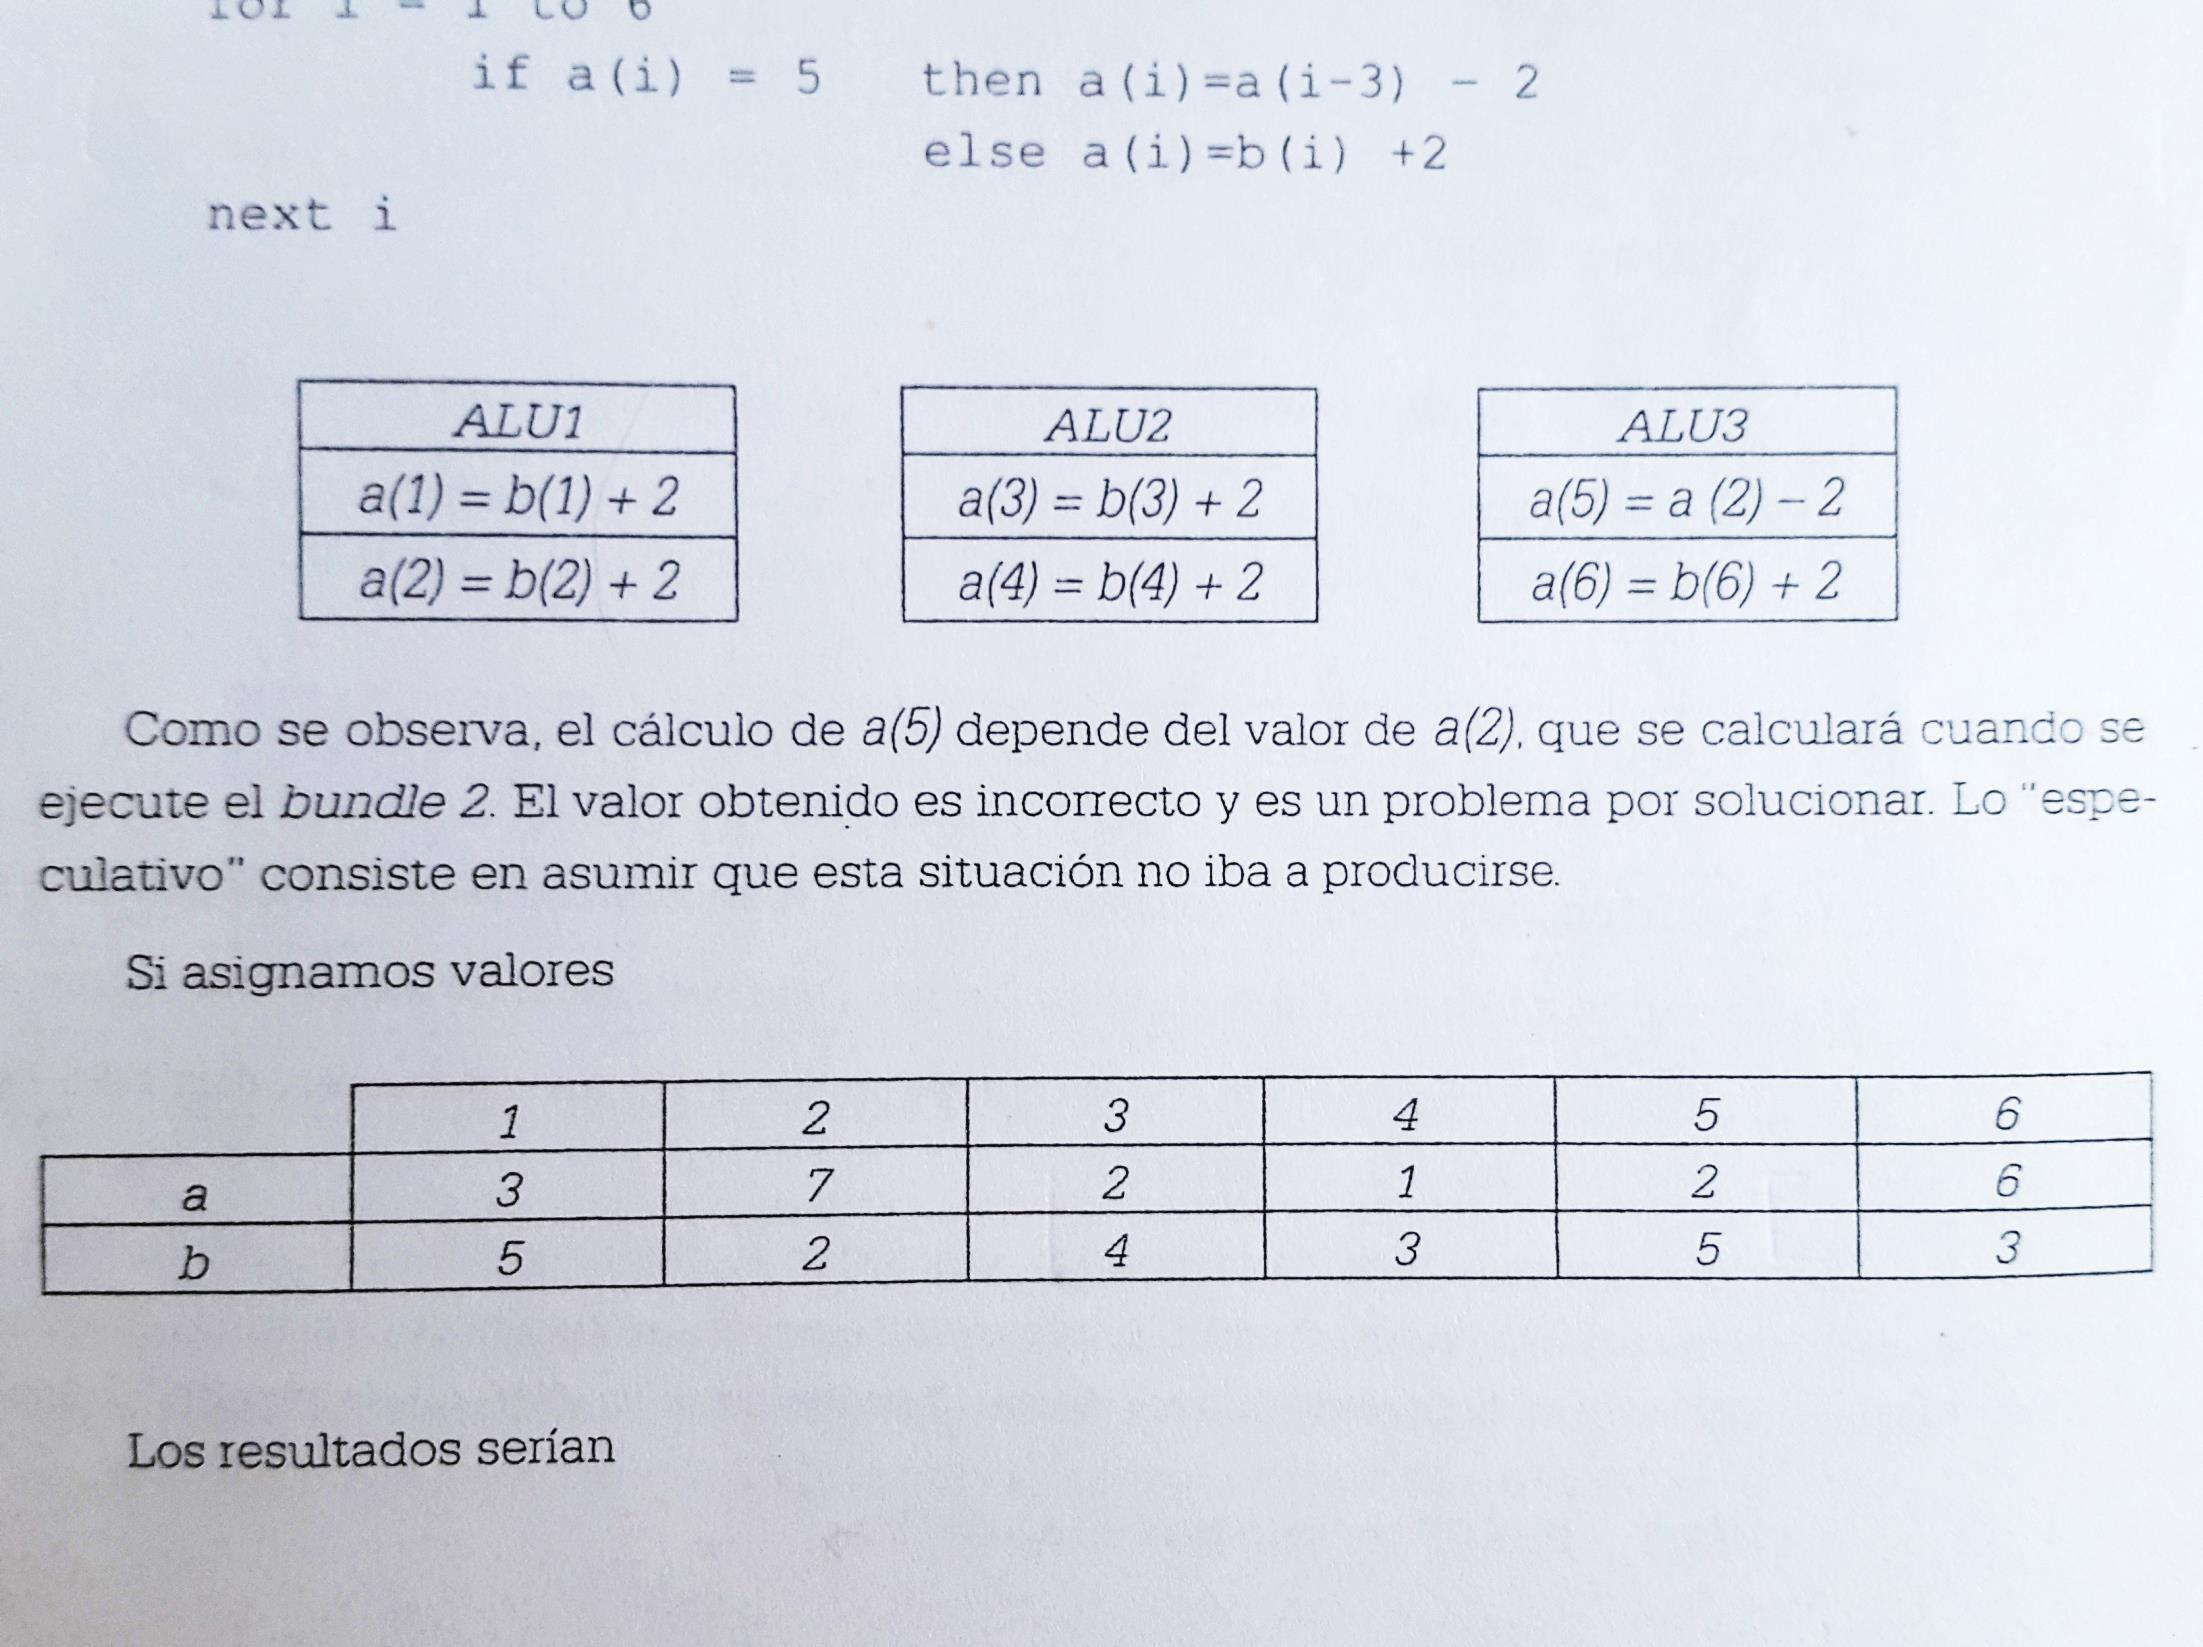 for i = 1 to 6
if a(i) = 5 then a(i)=a(i-3) - 2
else a(i)=b(i) +2
next i
ALU1 ALU2 ALU3
a(1) = b(1) + 2 a(3) = b(3) + 2 a(5) = a (2) – 2
a(2) = b(2) + 2 a(4) = b(4) + 2 a(6) = b(6) + 2
Como se observa, el cálculo de a(5) depende del valor de a(2), que se calculará cuando se
ejecute el bundle 2. El valor obtenido es incorrecto y es un problema por solucionar. Lo “espe-
culativo” consiste en asumir que esta situación no iba a producirse.
Si asignamos valores
1 2 3 4 5 6
a 3 7 2 1 2 6
b 5 2 4 3 5 3
Los resultados serían